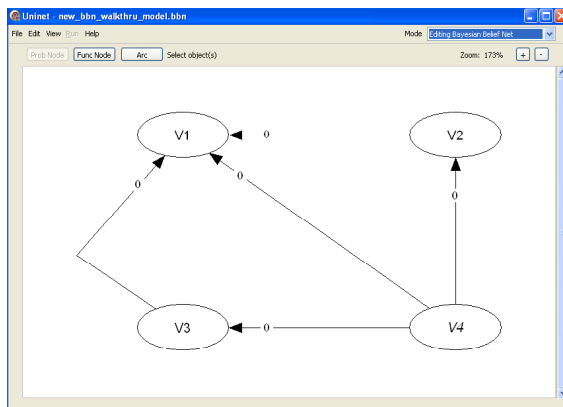 Uninet - new_bbn_walkthru_model.bbn
File Edit View Run Help
Mode Editing Bayesian Belief Net
Prob Node Func Node Arc Select object(s) Zoom: 173% + -
V1 0 V2
0 0 0
V3 0 V4